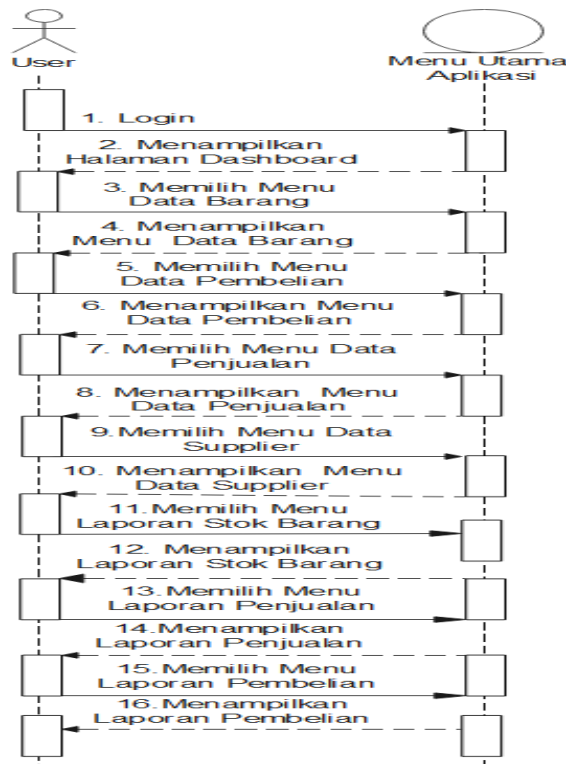 User
Menu Utama
Aplikasi
1. Login
2. Menampilkan
Halaman Dashboard
3. Memilih Menu
Data Barang
4. Menampilkan
Menu Data Barang
5. Memilih Menu
Data Pembelian
6. Menampilkan Menu
Data Pembelian
7. Memilih Menu Data
Penjualan
8. Menampilkan Menu
Data Penjualan
9.Memilih Menu Data
Supplier
10. Menampilkan Menu
Data Supplier
11.Memilih Menu
Laporan Stok Barang
12. Menampilkan
Laporan Stok Barang
13.Memilih Menu
Laporan Penjualan
14.Menampilkan
Laporan Penjualan
15.Memilih Menu
Laporan Pembelian
16.Menampilkan
Laporan Pembelian